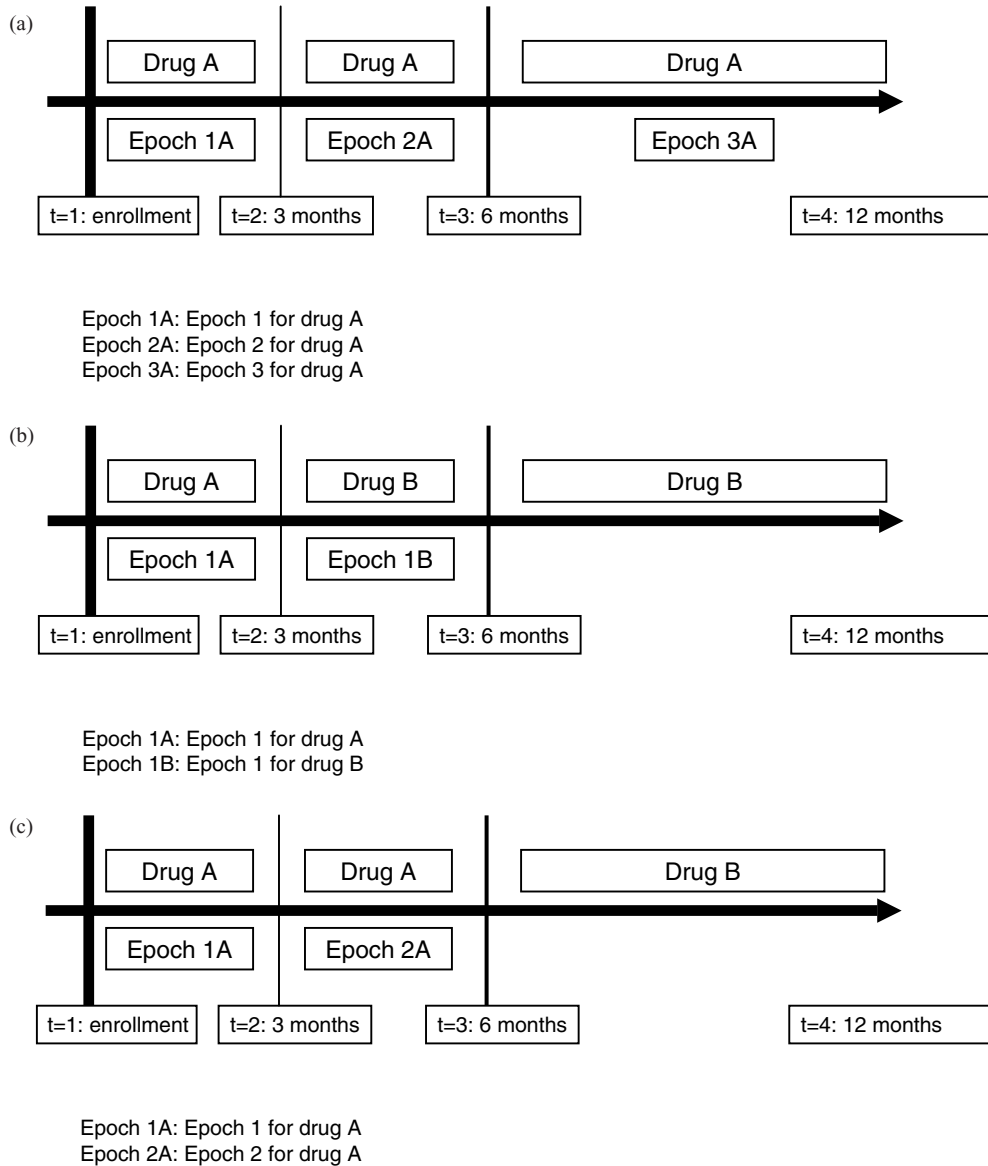 (a)
Drug A Drug A Drug A
Epoch 1A Epoch 2A Epoch 3A
t=1: enrollment t=2: 3 months t=3: 6 months t=4: 12 months
Epoch 1A: Epoch 1 for drug A
Epoch 2A: Epoch 2 for drug A
Epoch 3A: Epoch 3 for drug A
(b)
Drug A Drug B Drug B
Epoch 1A Epoch 1B
t=1: enrollment t=2: 3 months t=3: 6 months t=4: 12 months
Epoch 1A: Epoch 1 for drug A
Epoch 1B: Epoch 1 for drug B
(c)
Drug A Drug A Drug B
Epoch 1A Epoch 2A
t=1: enrollment t=2: 3 months t=3: 6 months t=4: 12 months
Epoch 1A: Epoch 1 for drug A
Epoch 2A: Epoch 2 for drug A